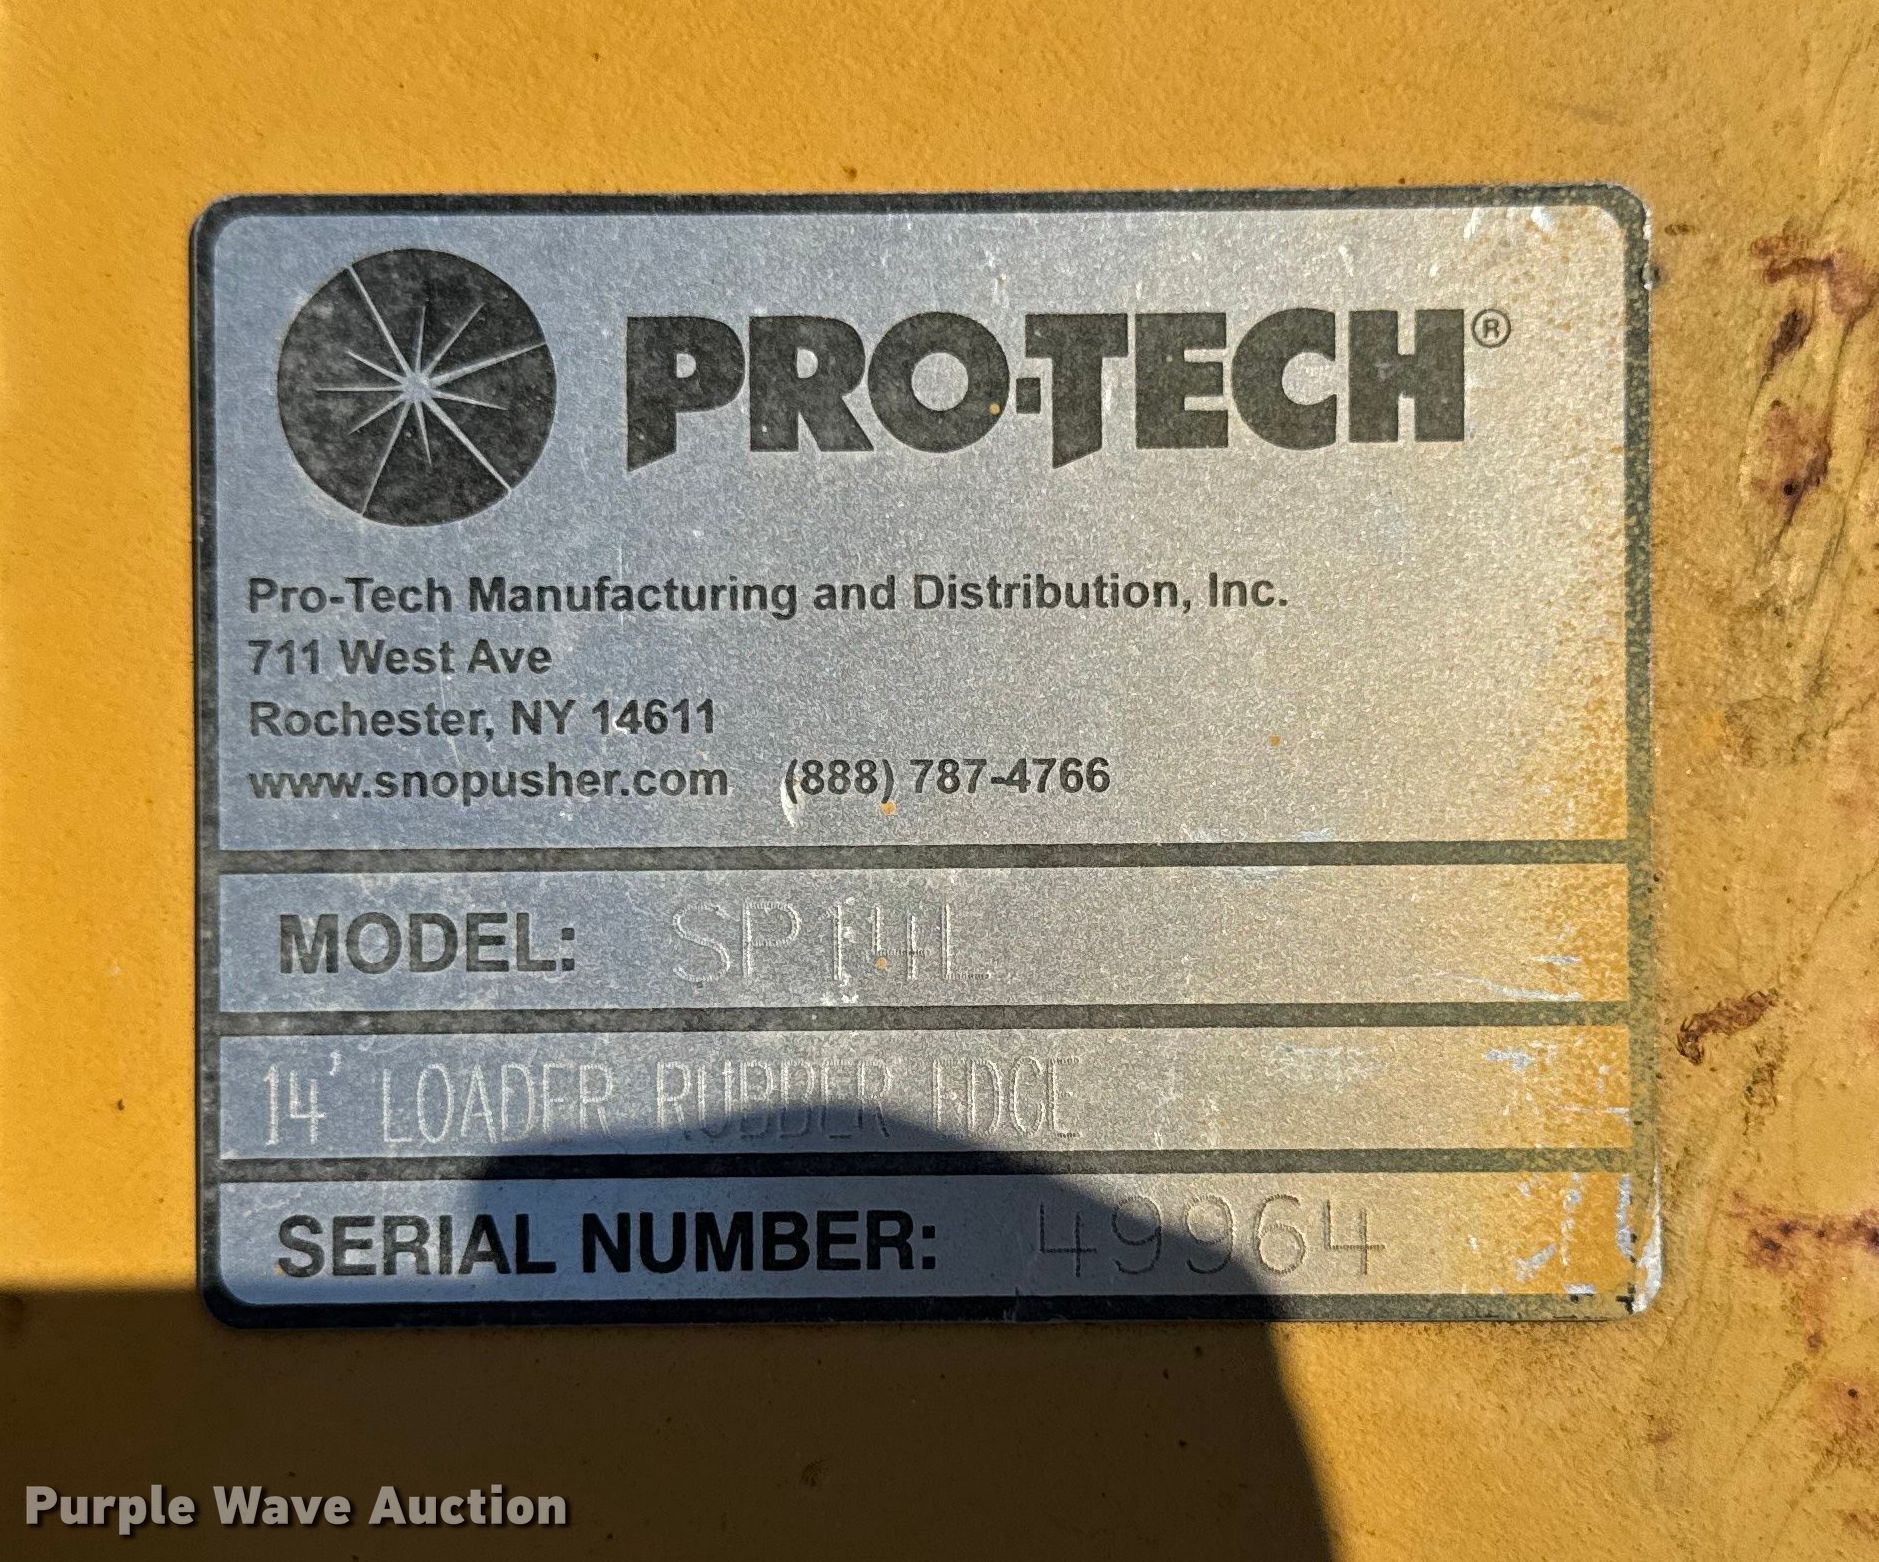 PRO-TECH®
Pro-Tech Manufacturing and Distribution, Inc.
711 West Ave
Rochester, NY 14611
www.snopusher.com (888) 787-4766
MODEL: SP14L
14' LOADER RUBBER EDGE
SERIAL NUMBER: 49964
Purple Wave Auction